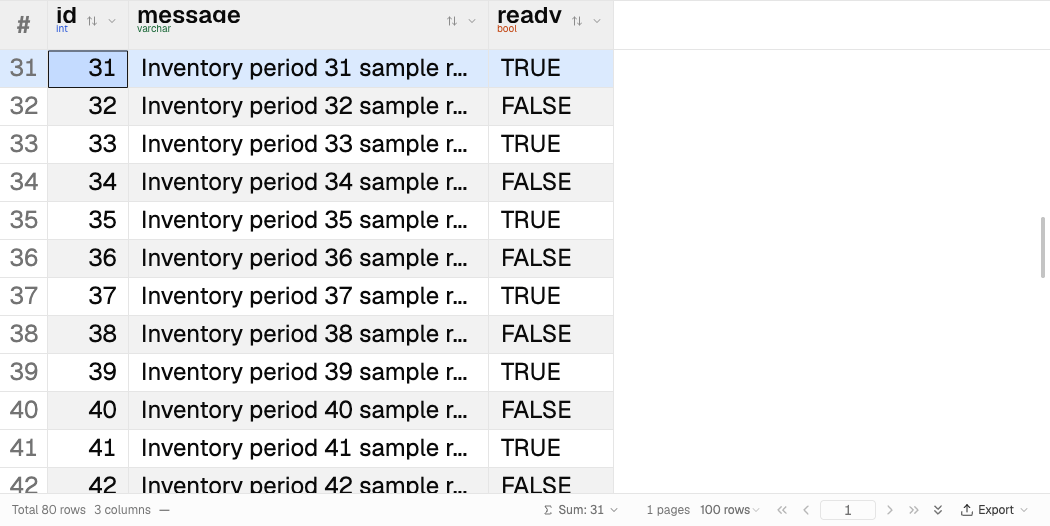 # id message ready
int varchar bool
31 31 Inventory period 31 sample r... TRUE
32 32 Inventory period 32 sample r... FALSE
33 33 Inventory period 33 sample r... TRUE
34 34 Inventory period 34 sample r... FALSE
35 35 Inventory period 35 sample r... TRUE
36 36 Inventory period 36 sample r... FALSE
37 37 Inventory period 37 sample r... TRUE
38 38 Inventory period 38 sample r... FALSE
39 39 Inventory period 39 sample r... TRUE
40 40 Inventory period 40 sample r... FALSE
41 41 Inventory period 41 sample r... TRUE
42 42 Inventory period 42 sample r... FALSE
Total 80 rows 3 columns — Σ Sum: 31 1 pages 100 rows 1 Export